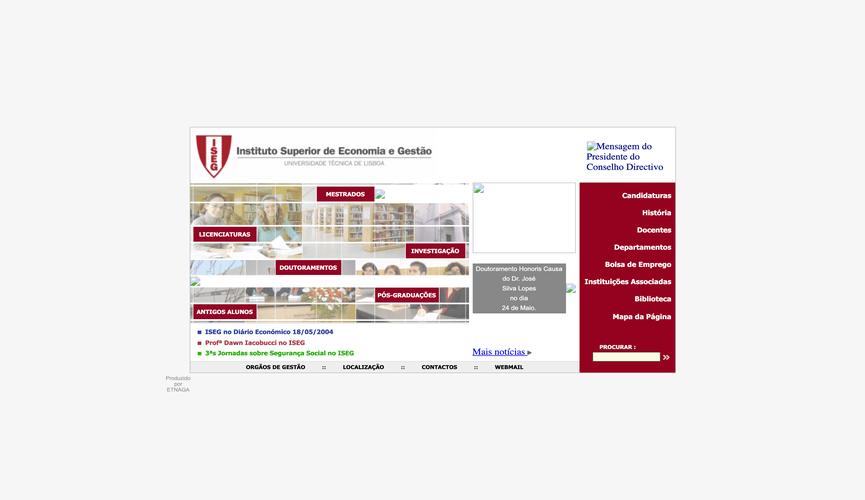 ISEG
Instituto Superior de Economia e Gestão
UNIVERSIDADE TÉCNICA DE LISBOA
Mensagem do
Presidente do
Conselho Directivo
MESTRADOS
LICENCIATURAS
INVESTIGAÇÃO
DOUTORAMENTOS
PÓS-GRADUAÇÕES
ANTIGOS ALUNOS
Doutoramento Honoris Causa
do Dr. José
Silva Lopes
no dia
24 de Maio.
Candidaturas
História
Docentes
Departamentos
Bolsa de Emprego
Instituições Associadas
Biblioteca
Mapa da Página
ISEG no Diário Económico 18/05/2004
Profª Dawn Iacobucci no ISEG
3ªs Jornadas sobre Segurança Social no ISEG
Mais notícias
PROCURAR :
ORGÃOS DE GESTÃO :: LOCALIZAÇÃO :: CONTACTOS :: WEBMAIL
Produzido
por
ETNAGA